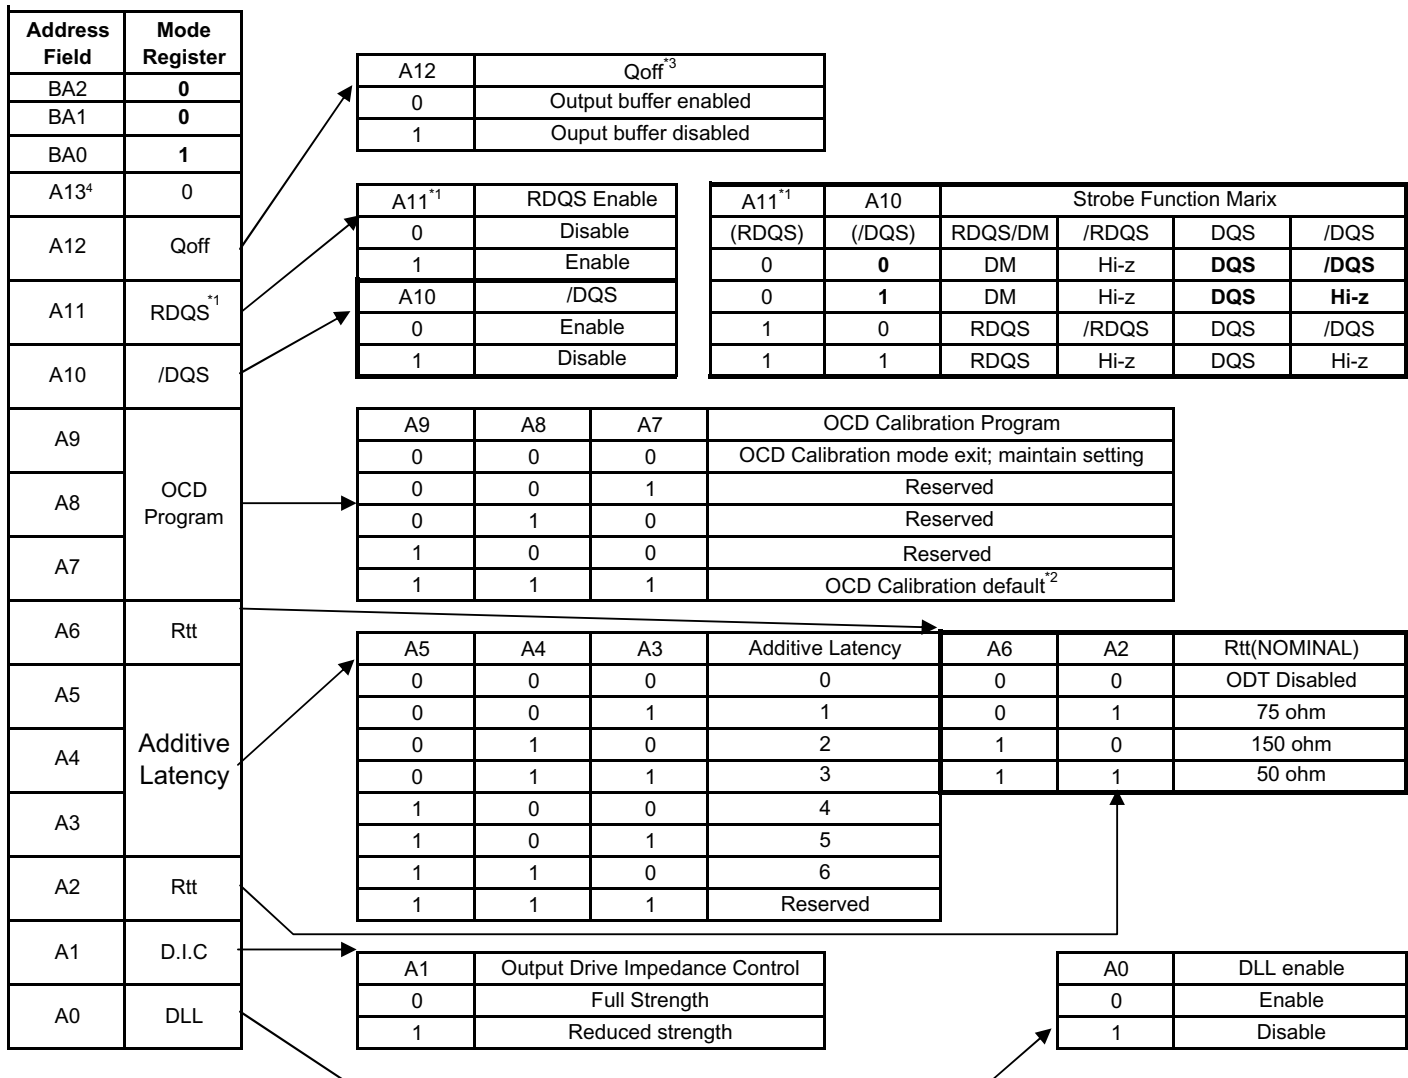 Address Field Mode Register
BA2 0
BA1 0
BA0 1
A13⁴ 0
A12 Qoff
A11 RDQS*1
A10 /DQS
A9
A8 OCD Program
A7
A6 Rtt
A5
A4 Additive Latency
A3
A2 Rtt
A1 D.I.C
A0 DLL
A12 Qoff*3
0 Output buffer enabled
1 Ouput buffer disabled
A11*1 RDQS Enable
0 Disable
1 Enable
A10 /DQS
0 Enable
1 Disable
A11*1 A10 Strobe Function Marix
(RDQS) (/DQS) RDQS/DM /RDQS DQS /DQS
0 0 DM Hi-z DQS /DQS
0 1 DM Hi-z DQS Hi-z
1 0 RDQS /RDQS DQS /DQS
1 1 RDQS Hi-z DQS Hi-z
A9 A8 A7 OCD Calibration Program
0 0 0 OCD Calibration mode exit; maintain setting
0 0 1 Reserved
0 1 0 Reserved
1 0 0 Reserved
1 1 1 OCD Calibration default*2
A5 A4 A3 Additive Latency
0 0 0 0
0 0 1 1
0 1 0 2
0 1 1 3
1 0 0 4
1 0 1 5
1 1 0 6
1 1 1 Reserved
A6 A2 Rtt(NOMINAL)
0 0 ODT Disabled
0 1 75 ohm
1 0 150 ohm
1 1 50 ohm
A1 Output Drive Impedance Control
0 Full Strength
1 Reduced strength
A0 DLL enable
0 Enable
1 Disable